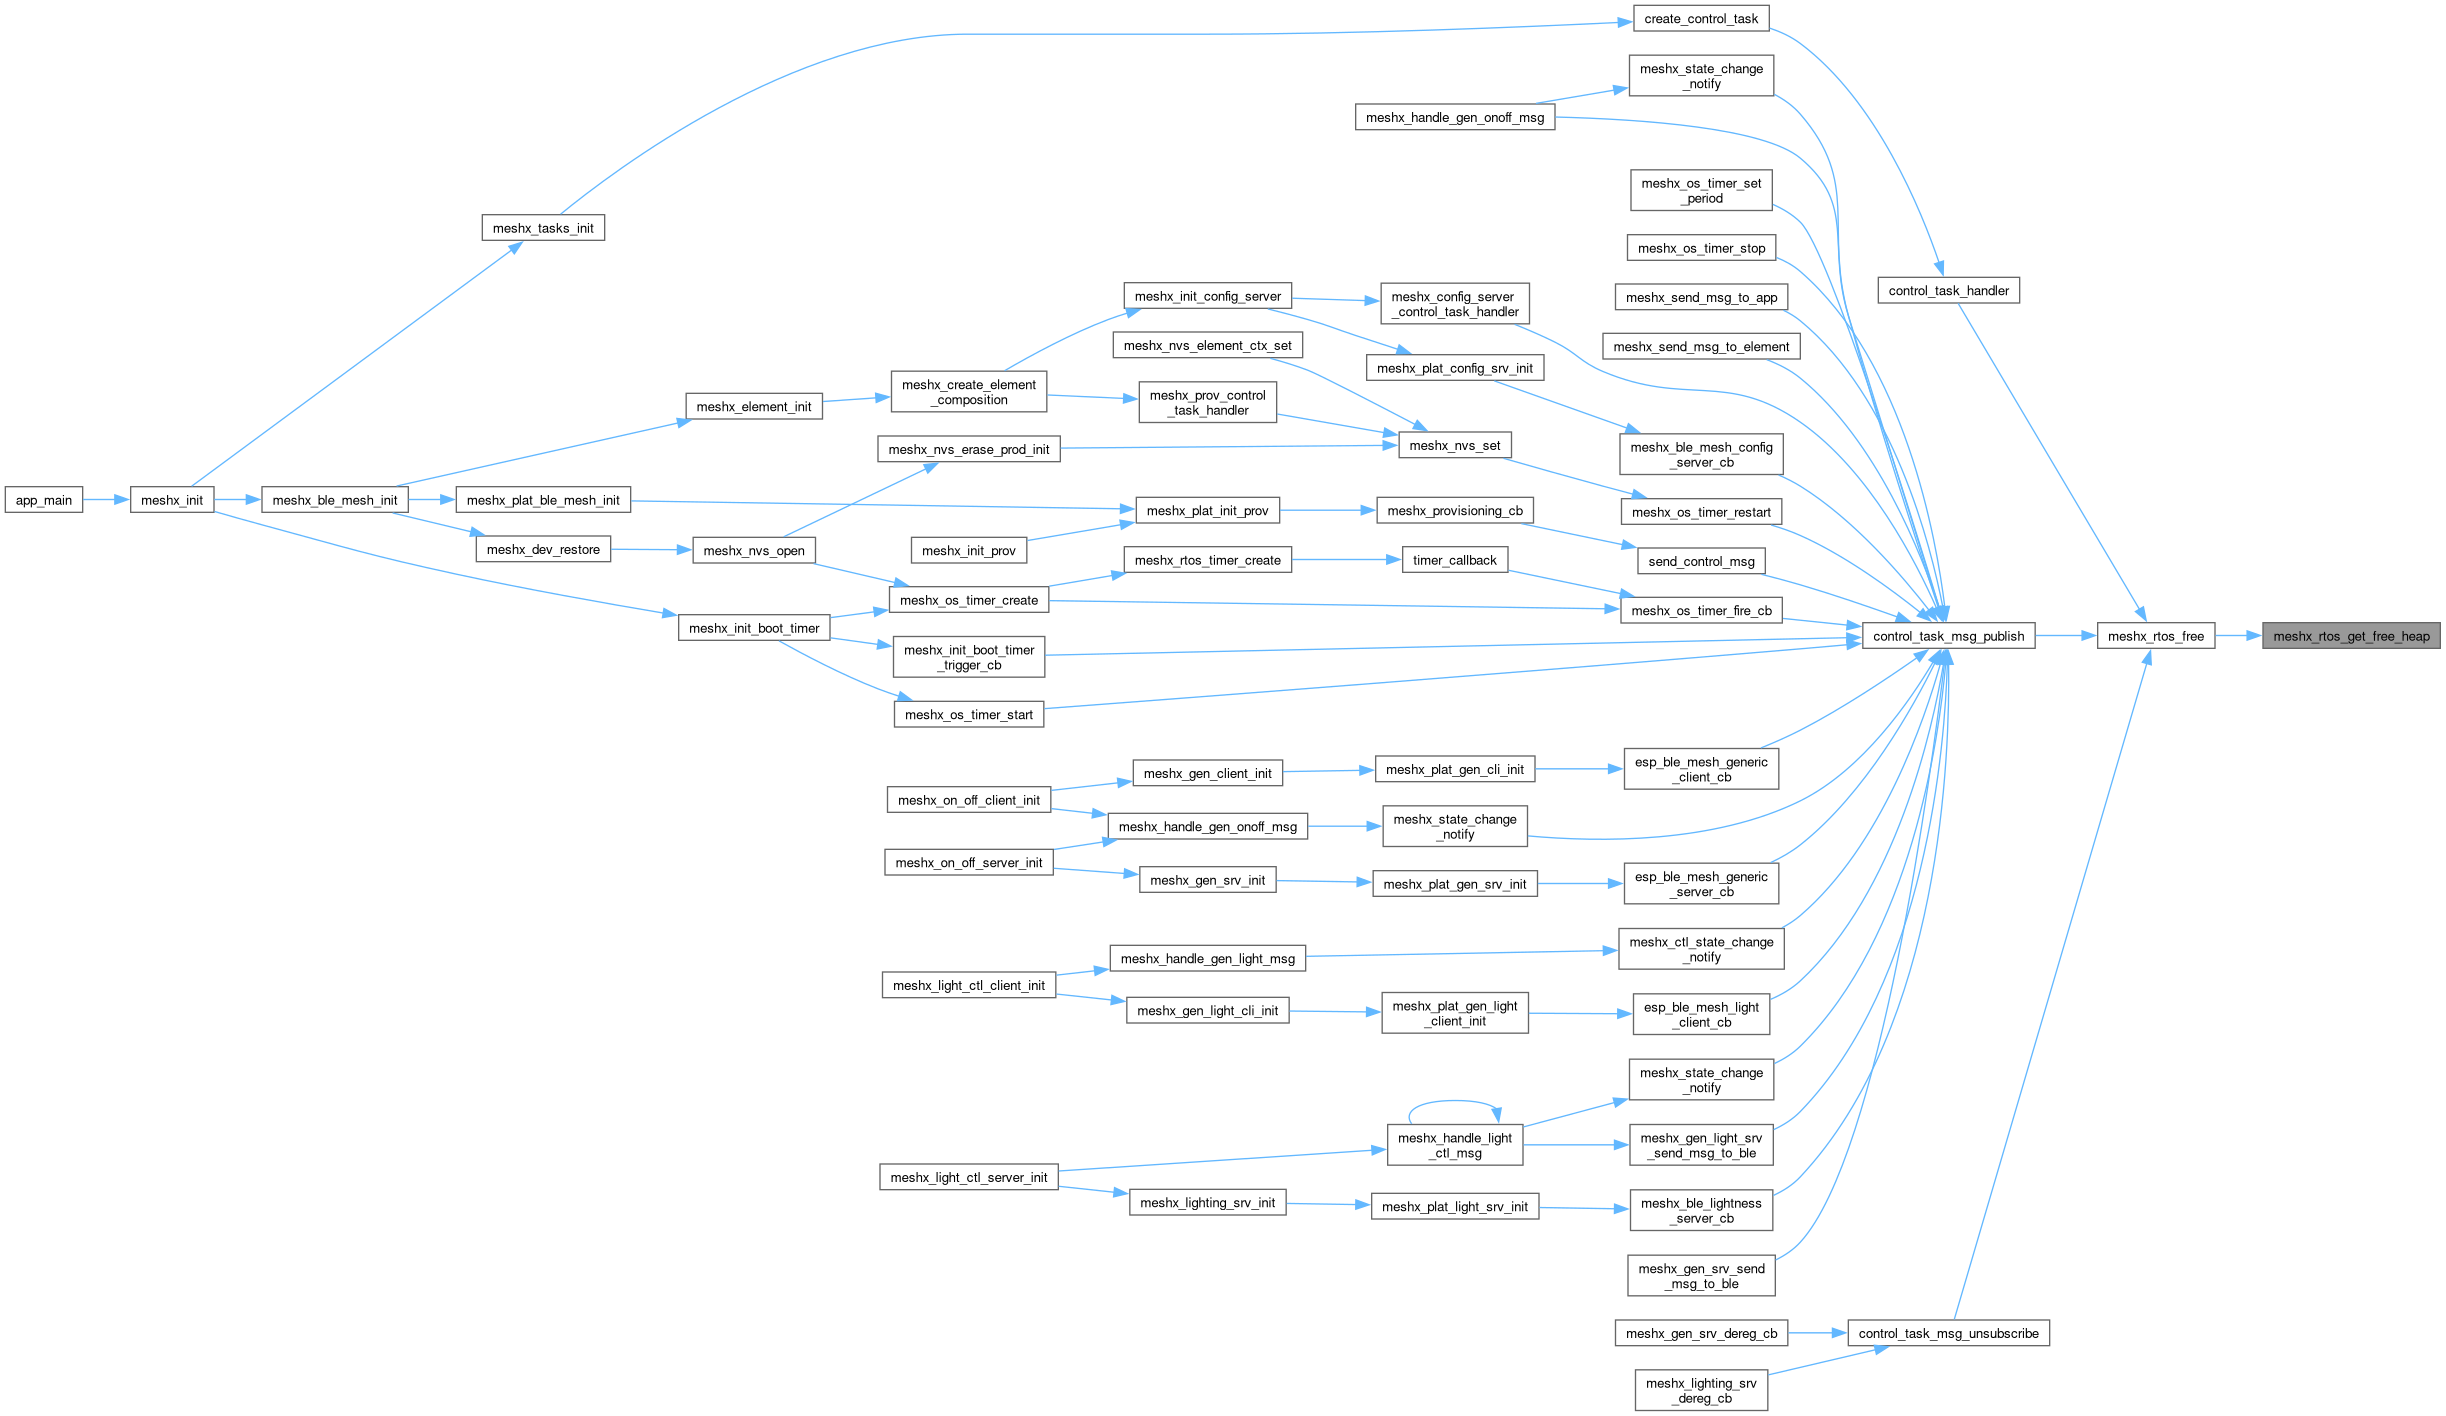 create_control_task
meshx_state_change
_notify
meshx_handle_gen_onoff_msg
meshx_os_timer_set
_period
meshx_tasks_init
meshx_os_timer_stop
control_task_handler
meshx_init_config_server
meshx_config_server
_control_task_handler
meshx_send_msg_to_app
meshx_nvs_element_ctx_set
meshx_send_msg_to_element
meshx_plat_config_srv_init
meshx_create_element
_composition
meshx_prov_control
_task_handler
meshx_element_init
meshx_nvs_erase_prod_init
meshx_nvs_set
meshx_ble_mesh_config
_server_cb
app_main
meshx_init
meshx_ble_mesh_init
meshx_plat_ble_mesh_init
meshx_plat_init_prov
meshx_provisioning_cb
meshx_os_timer_restart
meshx_dev_restore
meshx_nvs_open
meshx_init_prov
meshx_rtos_timer_create
timer_callback
send_control_msg
meshx_os_timer_create
meshx_os_timer_fire_cb
meshx_init_boot_timer
control_task_msg_publish
meshx_rtos_free
meshx_rtos_get_free_heap
meshx_init_boot_timer
_trigger_cb
meshx_os_timer_start
meshx_gen_client_init
meshx_plat_gen_cli_init
esp_ble_mesh_generic
_client_cb
meshx_on_off_client_init
meshx_handle_gen_onoff_msg
meshx_state_change
_notify
meshx_on_off_server_init
meshx_gen_srv_init
meshx_plat_gen_srv_init
esp_ble_mesh_generic
_server_cb
meshx_handle_gen_light_msg
meshx_ctl_state_change
_notify
meshx_light_ctl_client_init
meshx_gen_light_cli_init
meshx_plat_gen_light
_client_init
esp_ble_mesh_light
_client_cb
meshx_state_change
_notify
meshx_handle_light
_ctl_msg
meshx_gen_light_srv
_send_msg_to_ble
meshx_light_ctl_server_init
meshx_lighting_srv_init
meshx_plat_light_srv_init
meshx_ble_lightness
_server_cb
meshx_gen_srv_send
_msg_to_ble
meshx_gen_srv_dereg_cb
control_task_msg_unsubscribe
meshx_lighting_srv
_dereg_cb